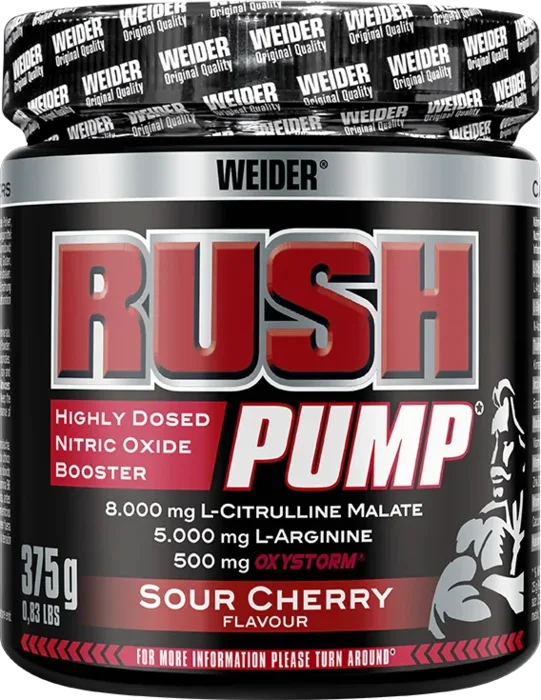 WEIDER
Original Quality
WEIDER®
RUSH
PUMP*
HIGHLY DOSED
NITRIC OXIDE
BOOSTER
8.000 mg L-CITRULLINE MALATE
5.000 mg L-ARGININE
500 mg OXYSTORM®
375g
0,83 LBS
SOUR CHERRY
FLAVOUR
FOR MORE INFORMATION PLEASE TURN AROUND